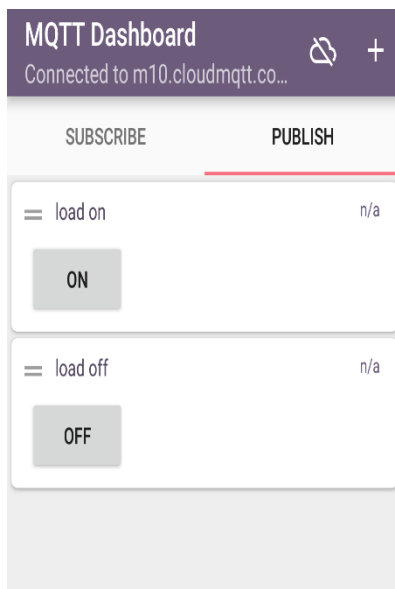 MQTT Dashboard
Connected to m10.cloudmqtt.co...
SUBSCRIBE PUBLISH
load on n/a
ON
load off n/a
OFF